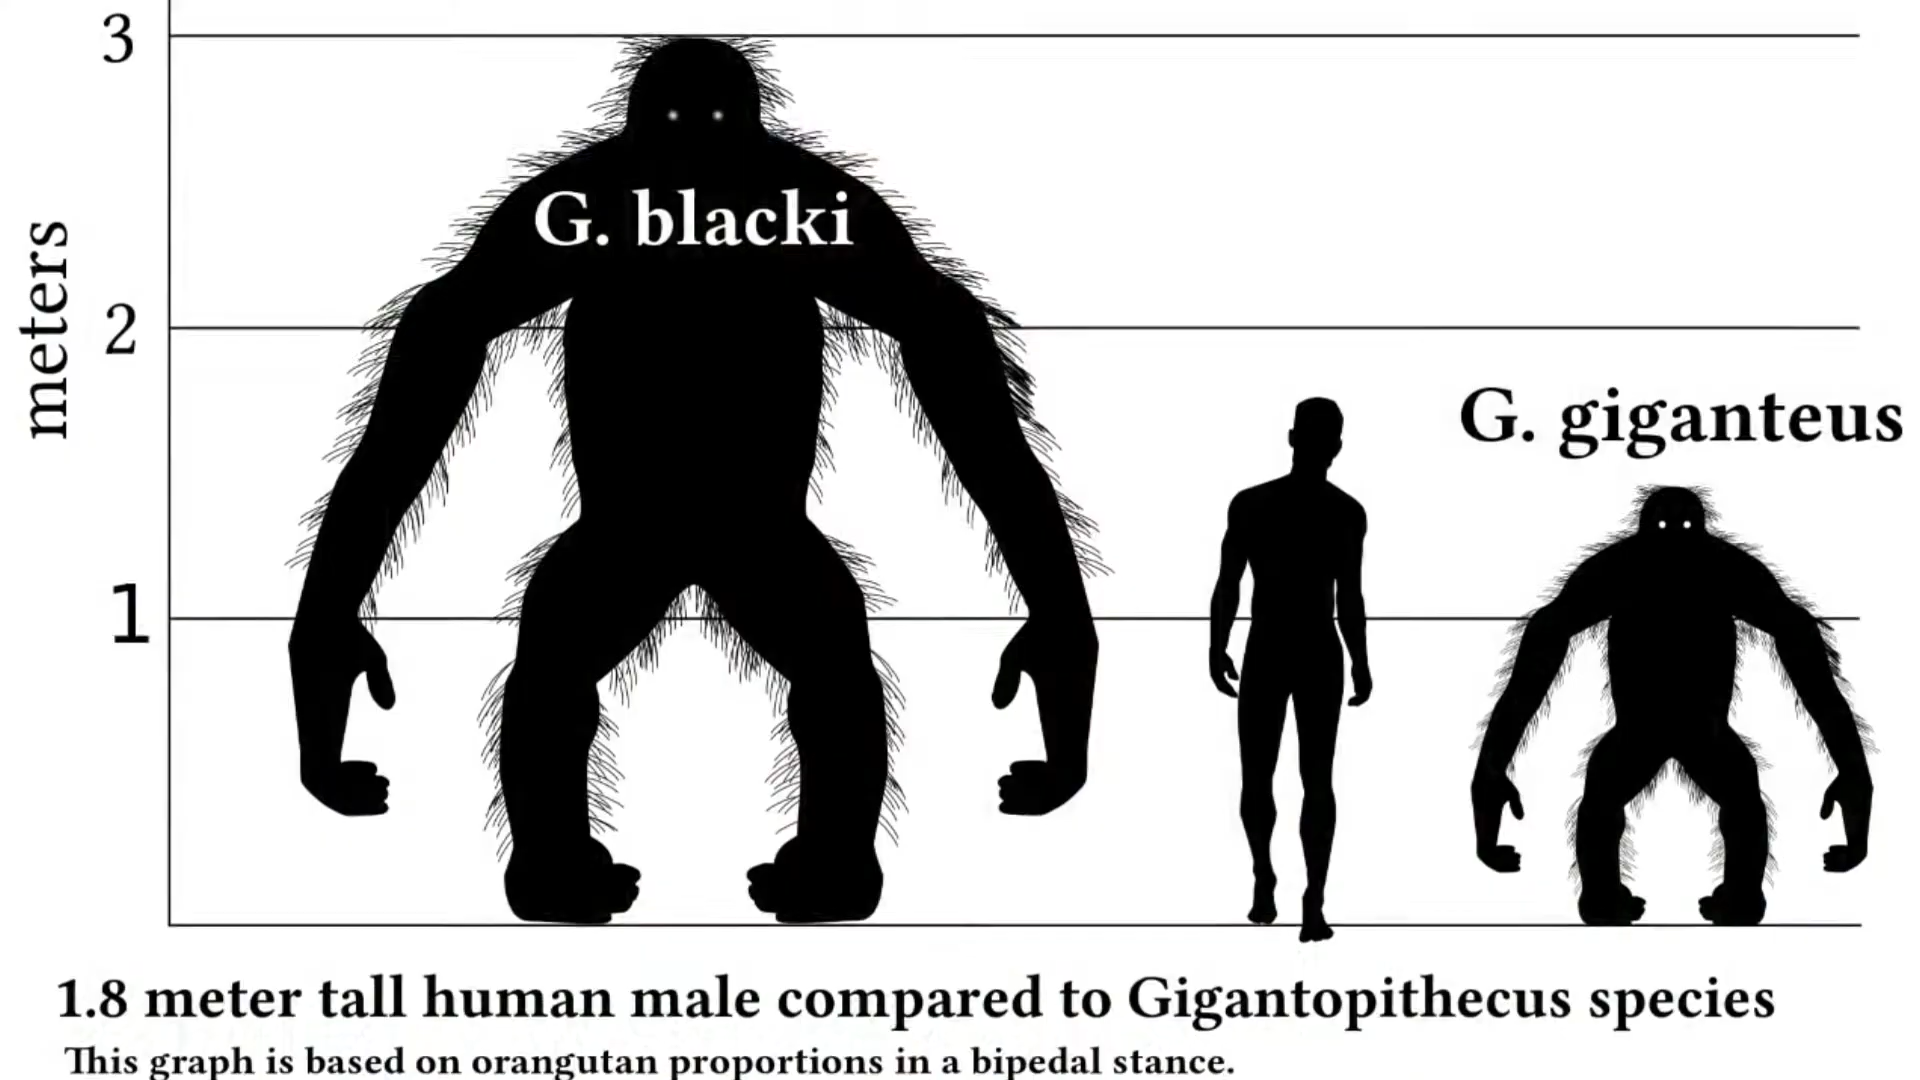 3
G. blacki
meters
2
G. giganteus
1
1.8 meter tall human male compared to Gigantopithecus species
This graph is based on orangutan proportions in a bipedal stance.